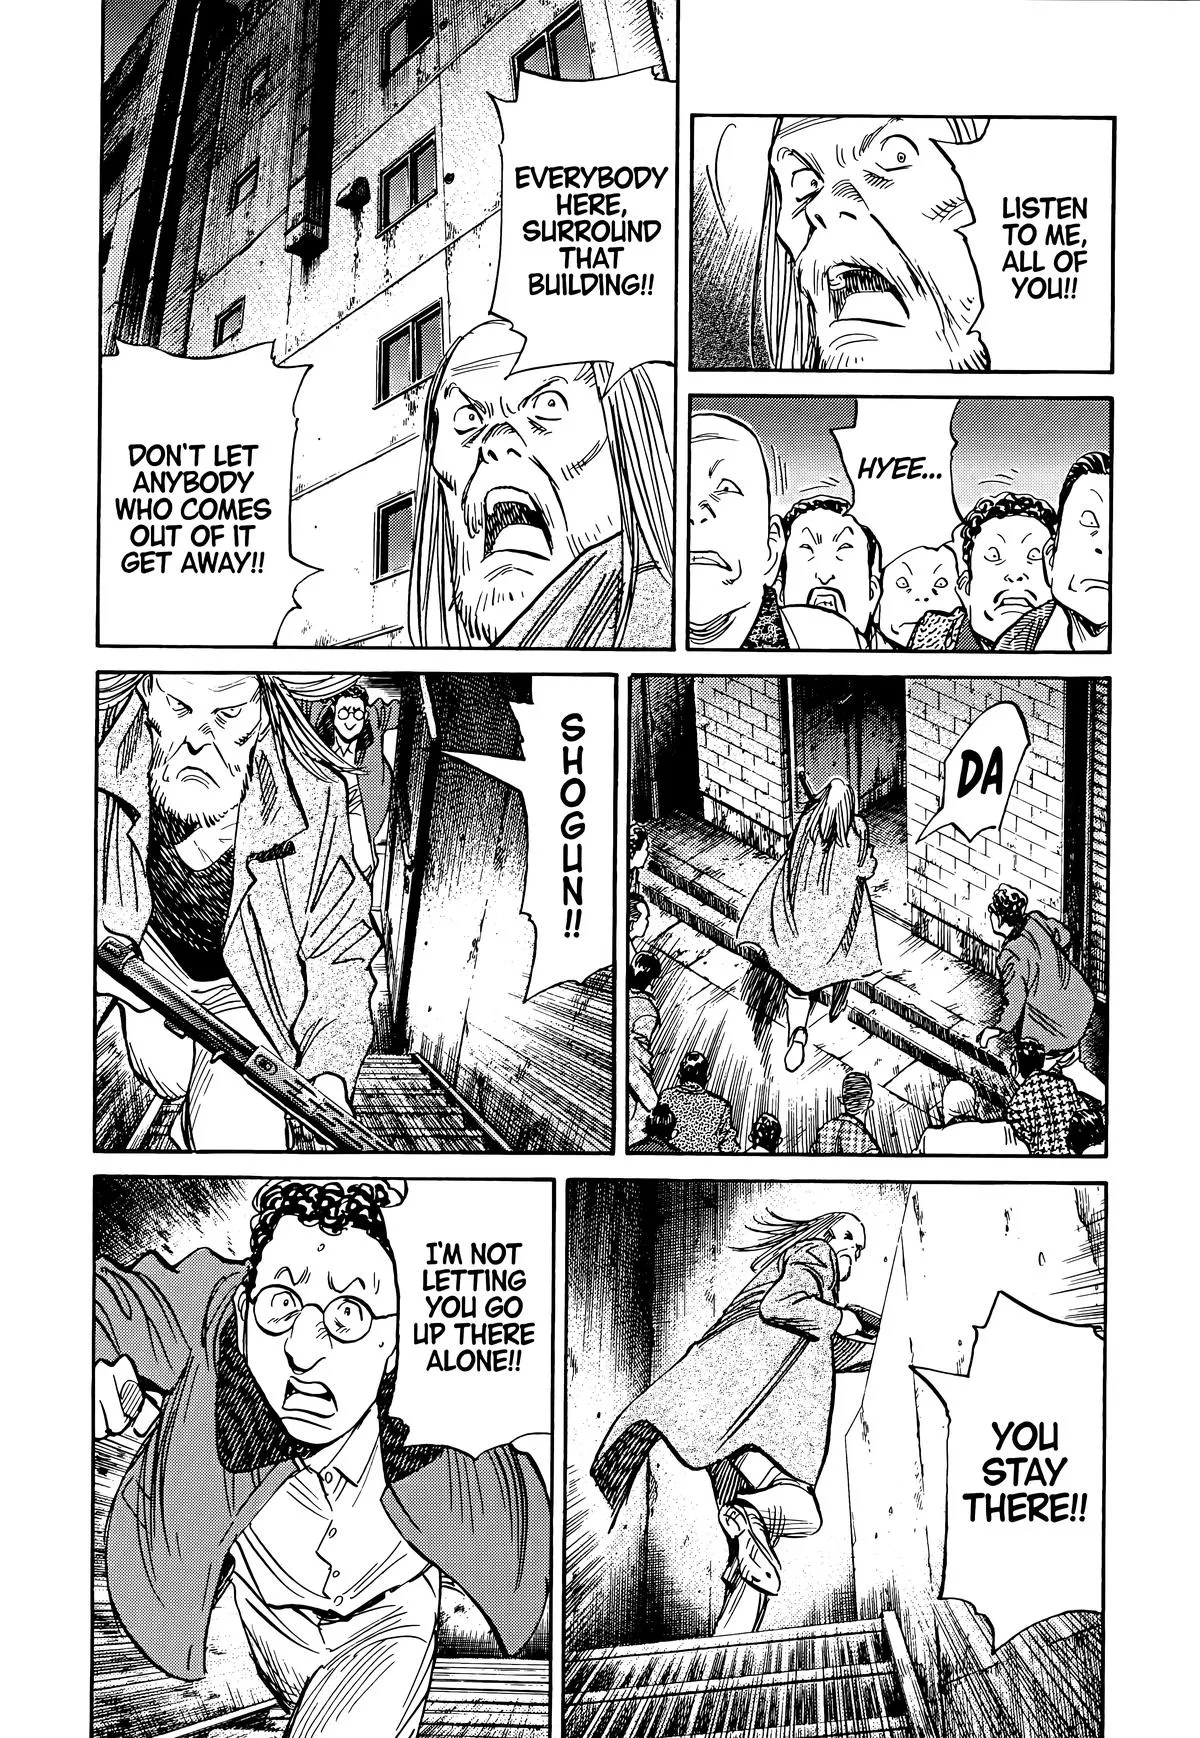 LISTEN
TO ME,
ALL OF
YOU!!
EVERYBODY
HERE,
SURROUND
THAT
BUILDING!!
DON'T LET
ANYBODY
WHO COMES
OUT OF IT
GET AWAY!!
HYEE...
DA
SHOGUN!!
YOU
STAY
THERE!!
I'M NOT
LETTING
YOU GO
UP THERE
ALONE!!